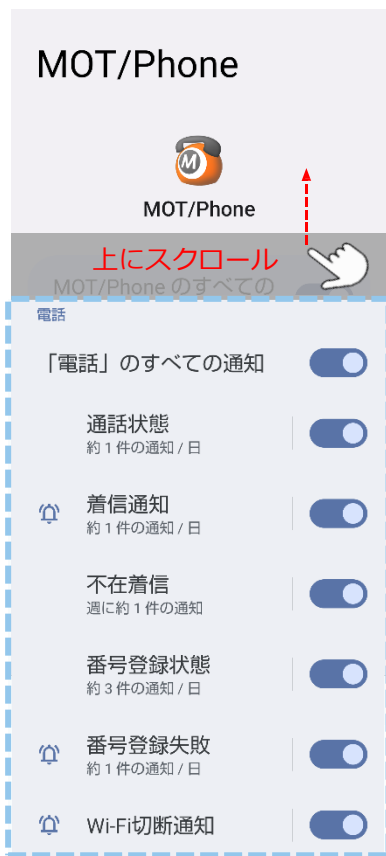 MOT/Phone
M
MOT/Phone
上にスクロール
MOT/Phone のすべての
電話
「電話」のすべての通知
通話状態
約 1 件の通知 / 日
着信通知
約 1 件の通知 / 日
不在着信
週に約 1 件の通知
番号登録状態
約 3 件の通知 / 日
番号登録失敗
約 1 件の通知 / 日
Wi-Fi切断通知